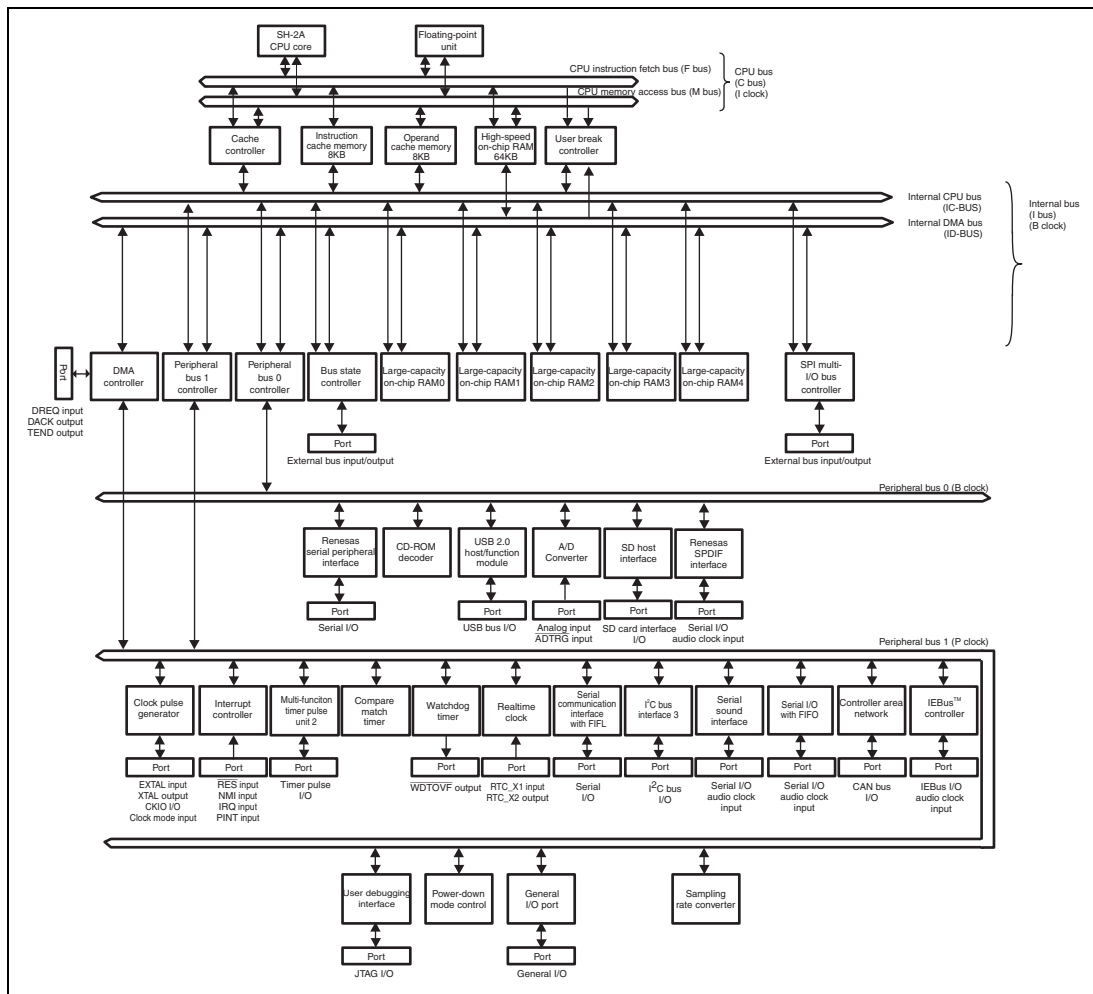 SH-2A
CPU core
Floating-point
unit
CPU instruction fetch bus (F bus)
CPU memory access bus (M bus)
CPU bus
(C bus)
(I clock)
Cache
controller
Instruction
cache memory
8KB
Operand
cache memory
8KB
High-speed
on-chip RAM
64KB
User break
controller
Internal CPU bus
(IC-BUS)
Internal DMA bus
(ID-BUS)
Internal bus
(I bus)
(B clock)
Port
DREQ input
DACK output
TEND output
DMA
controller
Peripheral
bus 1
controller
Peripheral
bus 0
controller
Bus state
controller
Large-capacity
on-chip RAM0
Large-capacity
on-chip RAM1
Large-capacity
on-chip RAM2
Large-capacity
on-chip RAM3
Large-capacity
on-chip RAM4
SPI multi-
I/O bus
controller
Port
External bus input/output
Port
External bus input/output
Peripheral bus 0 (B clock)
Renesas
serial peripheral
interface
CD-ROM
decoder
USB 2.0
host/function
module
A/D
Converter
SD host
interface
Renesas
SPDIF
interface
Port
Serial I/O
Port
USB bus I/O
Port
Analog input
ADTRG input
Port
SD card interface
I/O
Port
Serial I/O
audio clock input
Peripheral bus 1 (P clock)
Clock pulse
generator
Interrupt
controller
Multi-funciton
timer pulse
unit 2
Compare
match
timer
Watchdog
timer
Realtime
clock
Serial
communication
interface
with FIFL
I²C bus
interface 3
Serial
sound
interface
Serial I/O
with FIFO
Controller area
network
IEBus™
controller
Port
EXTAL input
XTAL output
CKIO I/O
Clock mode input
Port
RES input
NMI input
IRQ input
PINT input
Port
Timer pulse
I/O
Port
WDTOVF output
Port
RTC_X1 input
RTC_X2 output
Port
Serial
I/O
Port
I²C bus
I/O
Port
Serial I/O
audio clock
input
Port
Serial I/O
audio clock
input
Port
CAN bus
I/O
Port
IEBus I/O
audio clock
input
User debugging
interface
Power-down
mode control
General
I/O port
Sampling
rate converter
Port
JTAG I/O
Port
General I/O